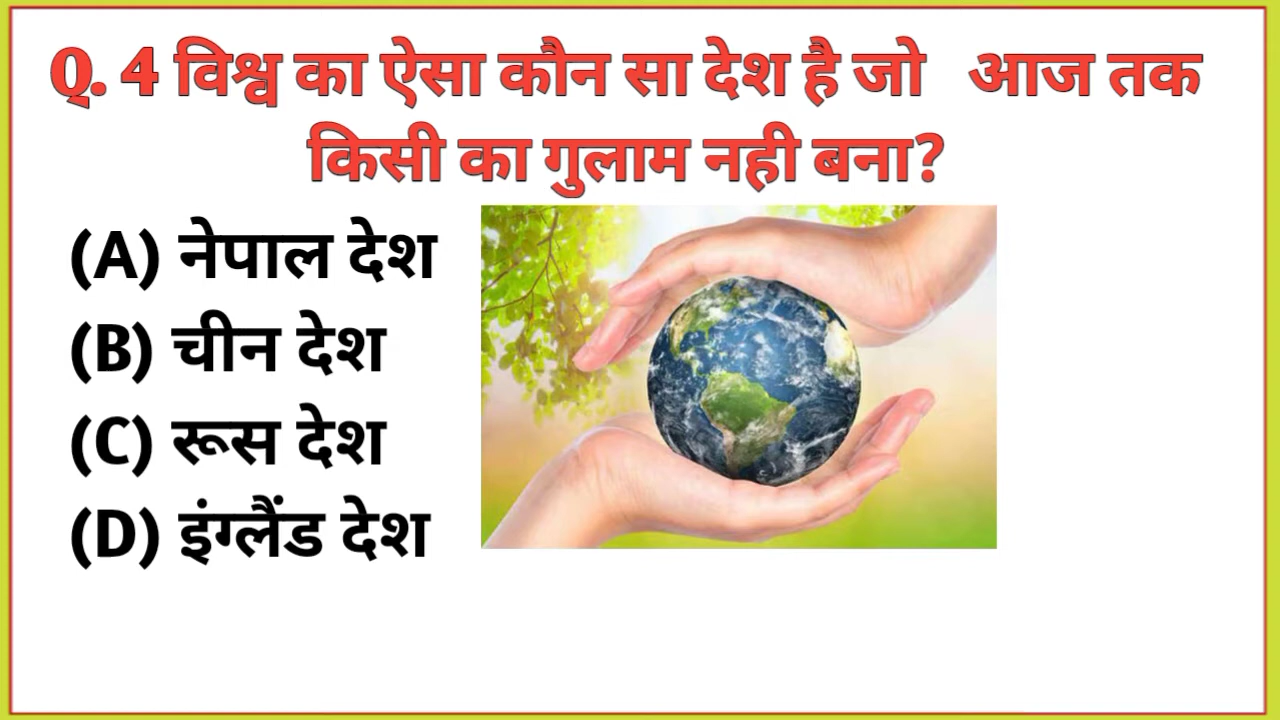 Q. 4 विश्व का ऐसा कौन सा देश है जो आज तक
किसी का गुलाम नही बना?
(A) नेपाल देश
(B) चीन देश
(C) रूस देश
(D) इंग्लैंड देश